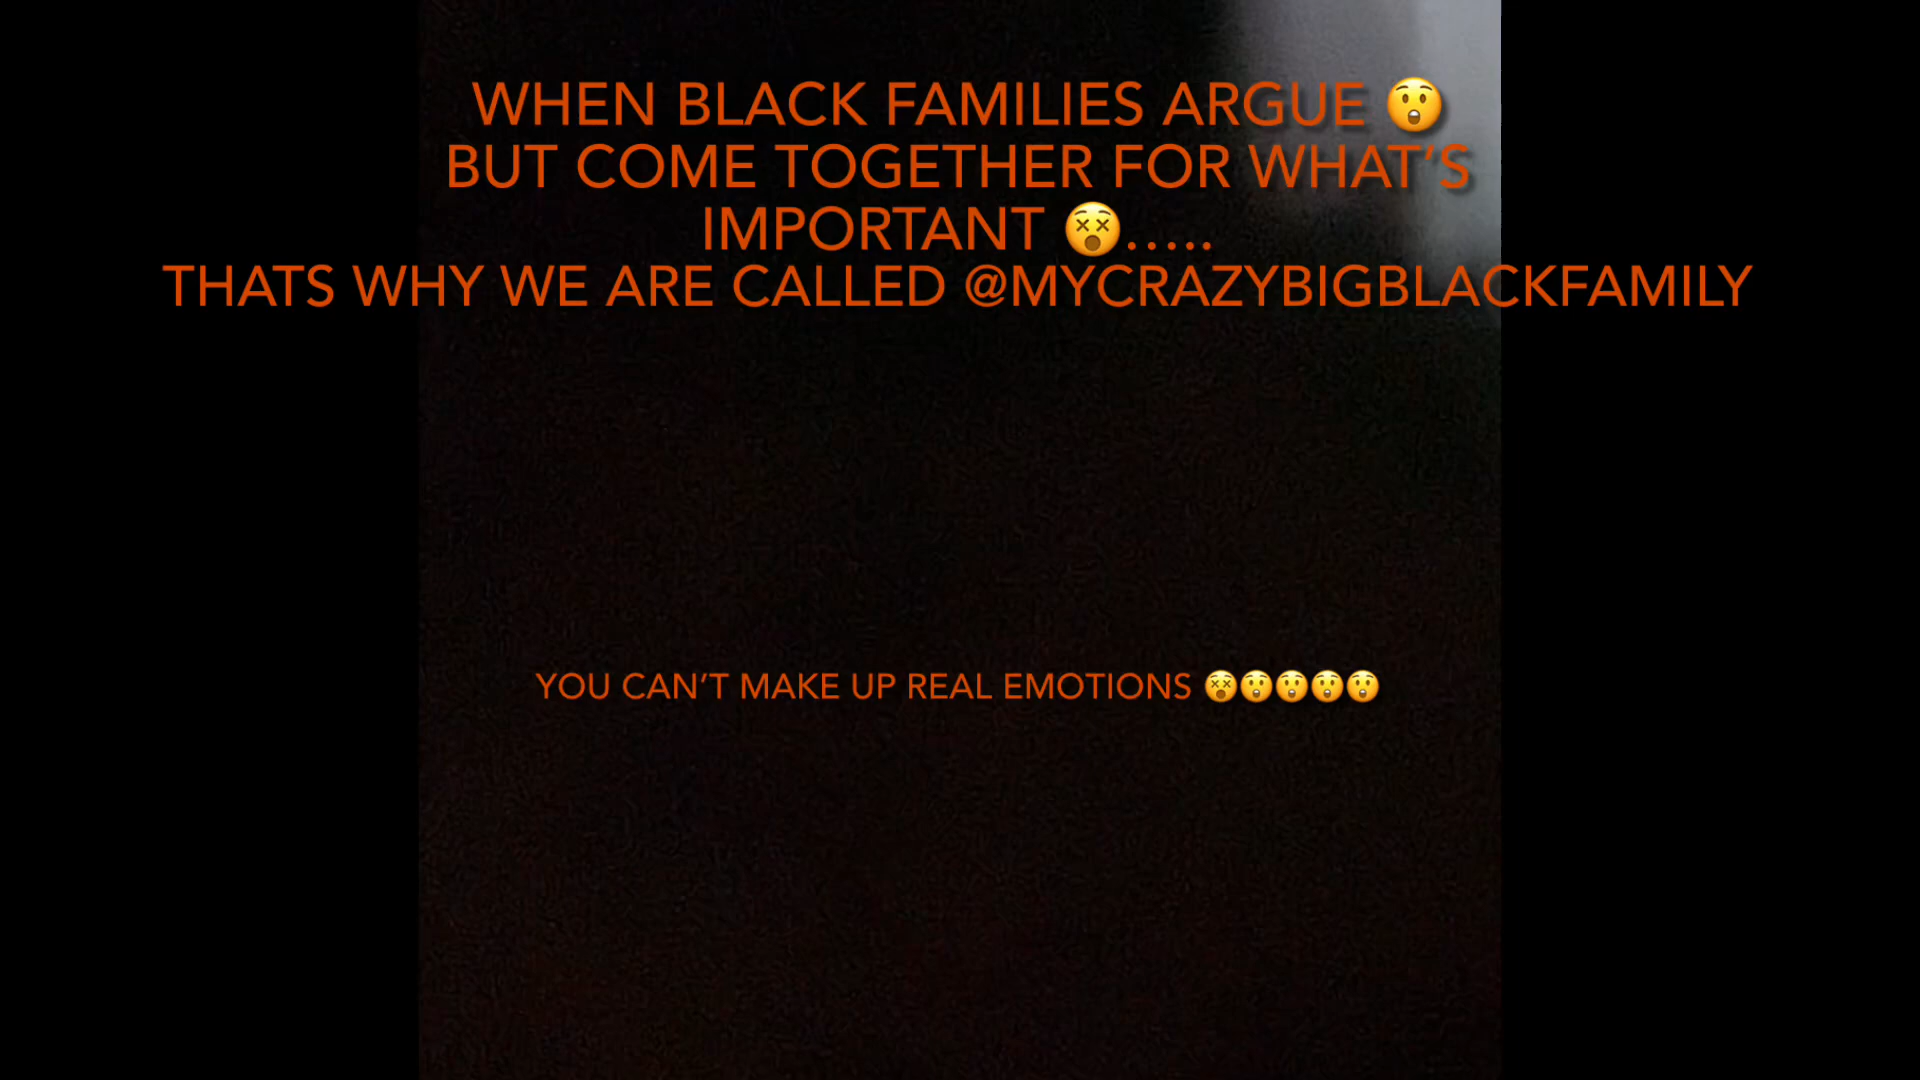 WHEN BLACK FAMILIES ARGUE 😲
BUT COME TOGETHER FOR WHAT’S
IMPORTANT 😵…..
THATS WHY WE ARE CALLED @MYCRAZYBIGBLACKFAMILY
YOU CAN’T MAKE UP REAL EMOTIONS 😵😲😲😲😲